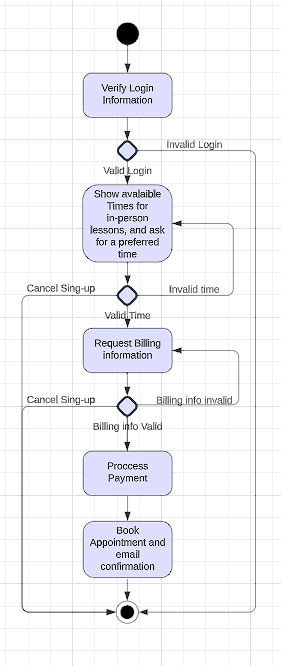 Verify Login
Information
Invalid Login
Valid Login
Show avalaible
Times for
in-person
lessons, and ask
for a preferred
time
Cancel Sing-up
Invalid time
Valid Time
Request Billing
information
Cancel Sing-up
Billing info invalid
Billing info Valid
Proccess
Payment
Book
Appointment and
email
confirmation